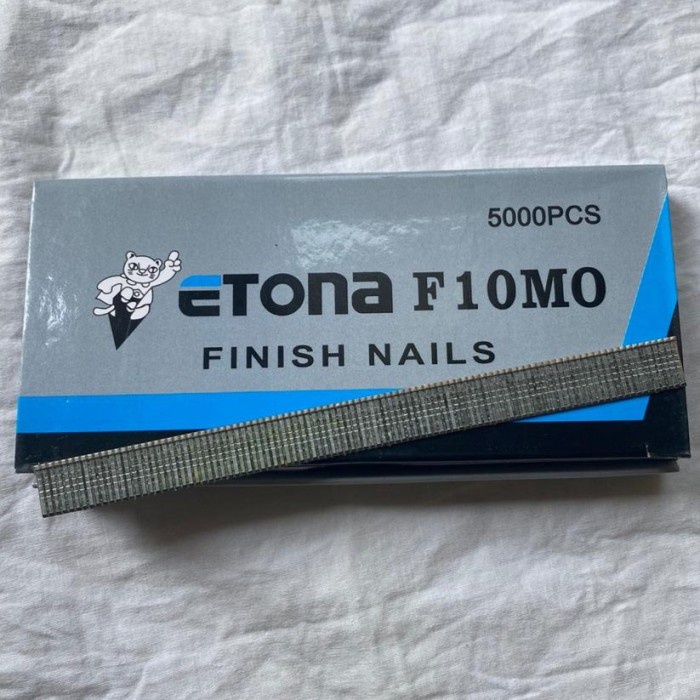 5000PCS
ETONA F10MO
FINISH NAILS